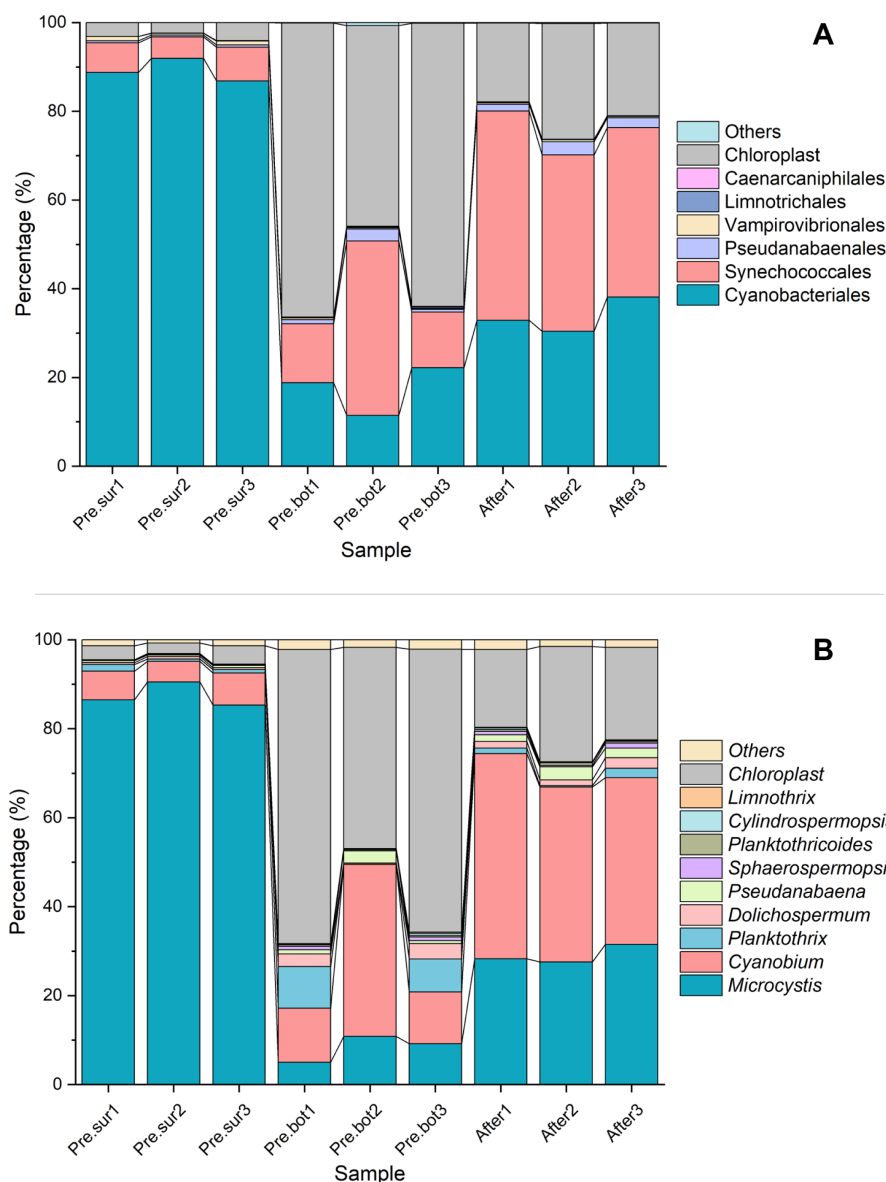 A
100
80
60
40
20
0
Percentage (%)
Pre.sur1
Pre.sur2
Pre.sur3
Pre.bot1
Pre.bot2
Pre.bot3
After1
After2
After3
Sample
Others
Chloroplast
Caenarcaniphilales
Limnotrichales
Vampirovibrionales
Pseudanabaenales
Synechococcales
Cyanobacteriales
B
100
80
60
40
20
0
Percentage (%)
Pre.sur1
Pre.sur2
Pre.sur3
Pre.bot1
Pre.bot2
Pre.bot3
After1
After2
After3
Sample
Others
Chloroplast
Limnothrix
Cylindrospermopsis
Planktothricoides
Sphaerospermopsi
Pseudanabaena
Dolichospermum
Planktothrix
Cyanobium
Microcystis